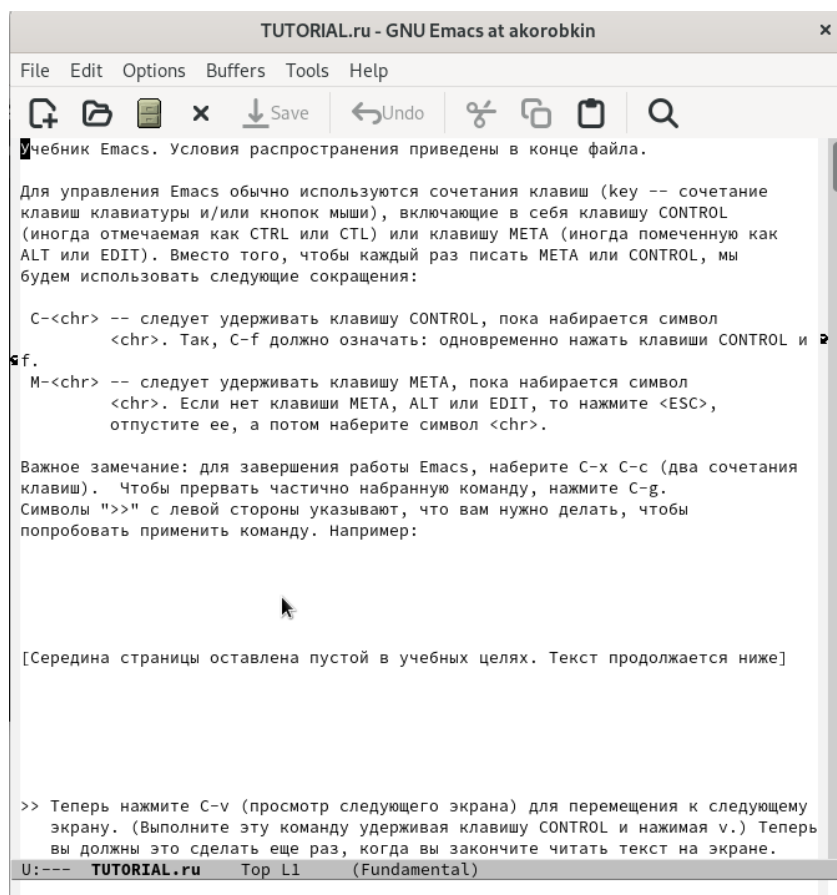 TUTORIAL.ru - GNU Emacs at akorobkin
File Edit Options Buffers Tools Help
Save Undo
Учебник Emacs. Условия распространения приведены в конце файла.
Для управления Emacs обычно используются сочетания клавиш (key -- сочетание
клавиш клавиатуры и/или кнопок мыши), включающие в себя клавишу CONTROL
(иногда отмечаемая как CTRL или CTL) или клавишу META (иногда помеченную как
ALT или EDIT). Вместо того, чтобы каждый раз писать META или CONTROL, мы
будем использовать следующие сокращения:
C-<chr> -- следует удерживать клавишу CONTROL, пока набирается символ
<chr>. Так, C-f должно означать: одновременно нажать клавиши CONTROL и
f.
M-<chr> -- следует удерживать клавишу META, пока набирается символ
<chr>. Если нет клавиши META, ALT или EDIT, то нажмите <ESC>,
отпустите ее, а потом наберите символ <chr>.
Важное замечание: для завершения работы Emacs, наберите C-x C-c (два сочетания
клавиш).  Чтобы прервать частично набранную команду, нажмите C-g.
Символы ">>" с левой стороны указывают, что вам нужно делать, чтобы
попробовать применить команду. Например:
[Середина страницы оставлена пустой в учебных целях. Текст продолжается ниже]
>> Теперь нажмите C-v (просмотр следующего экрана) для перемещения к следующему
экрану. (Выполните эту команду удерживая клавишу CONTROL и нажимая v.) Теперь
вы должны это сделать еще раз, когда вы закончите читать текст на экране.
U:--- TUTORIAL.ru Top L1 (Fundamental)